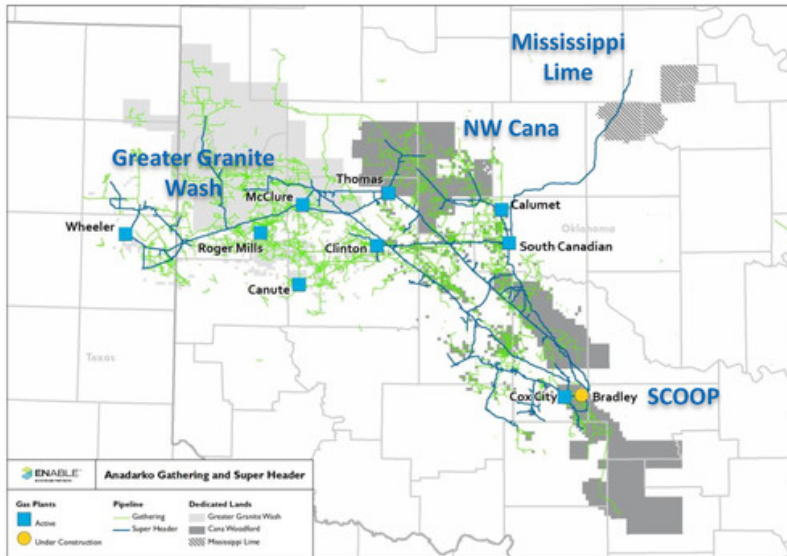 Mississippi
Lime
NW Cana
Greater Granite
Wash
Thomas
McClure
Calumet
Wheeler
Oklahoma
Roger Mills
Clinton
South Canadian
Canute
Texas
Cox City
Bradley
SCOOP
ENABLE
Anadarko Gathering and Super Header
Gas Plants
Active
Under Construction
Pipeline
Gathering
Super Header
Dedicated Lands
Greater Granite Wash
Cana Woodford
Mississippi Lime